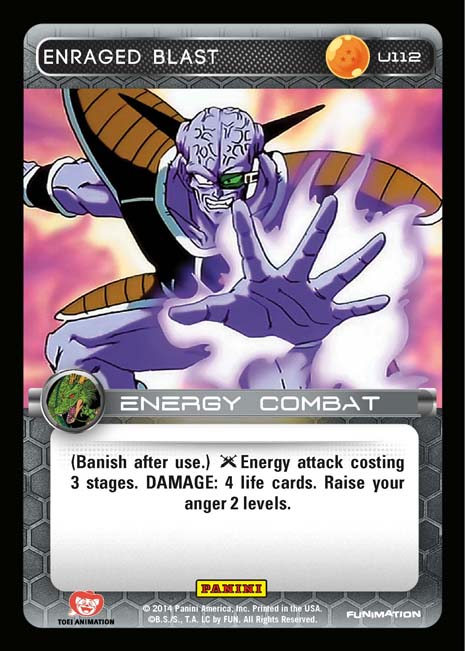 ENRAGED BLAST U112
ENERGY COMBAT
(Banish after use.) Energy attack costing
3 stages. DAMAGE: 4 life cards. Raise your
anger 2 levels.
PANINI
TOEI ANIMATION
© 2014 Panini America, Inc. Printed in the USA.
©B.S./S., T.A. LC by FUN. All Rights Reserved.
FUNIMATION